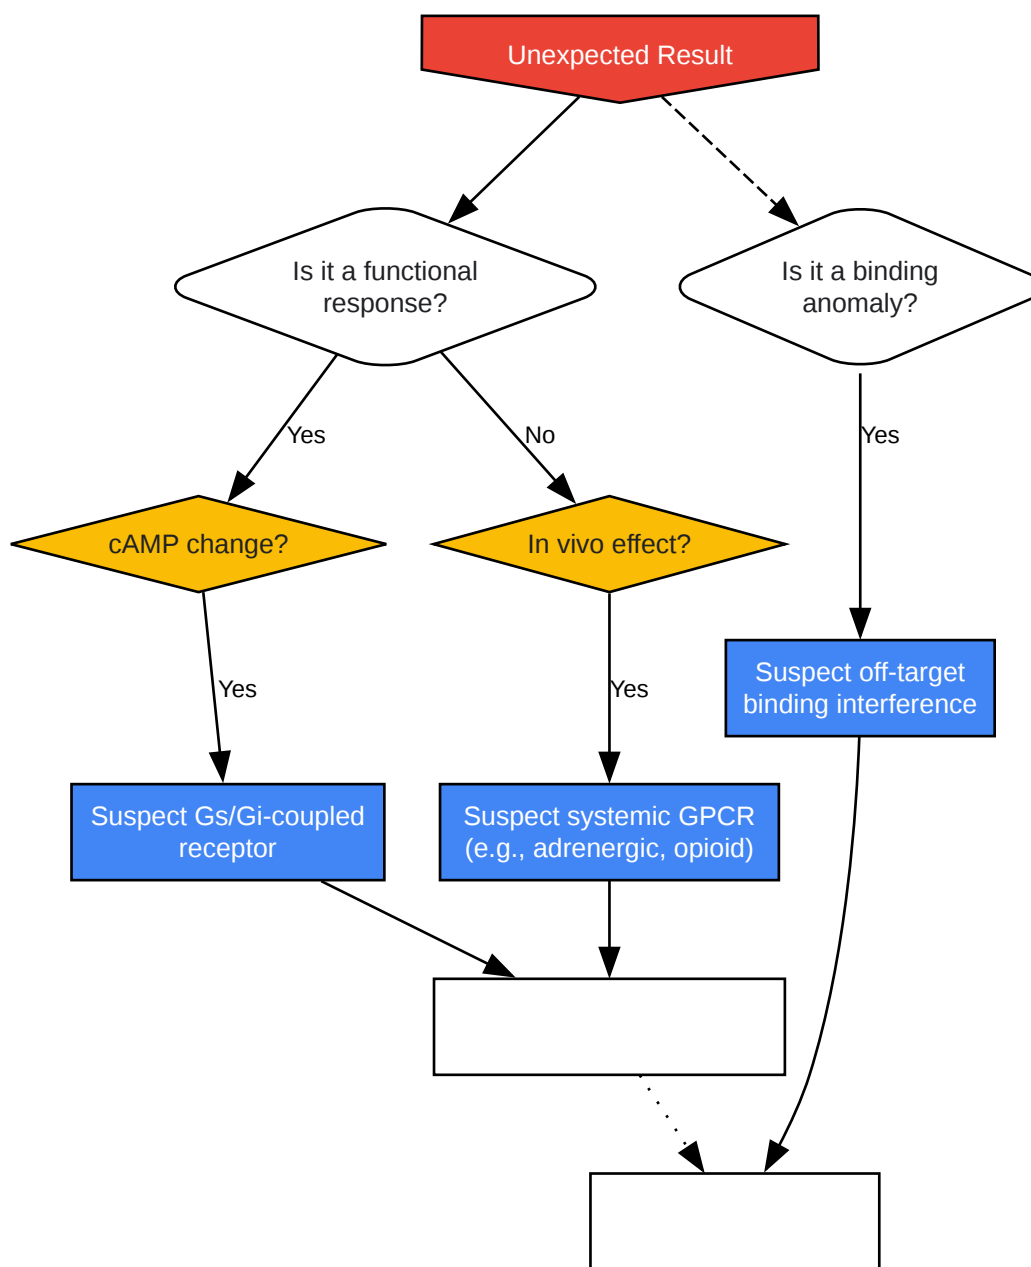 Unexpected Result
Is it a functional
response?
Is it a binding
anomaly?
Yes
No
Yes
cAMP change?
In vivo effect?
Yes
Yes
Suspect off-target
binding interference
Suspect Gs/Gi-coupled
receptor
Suspect systemic GPCR
(e.g., adrenergic, opioid)